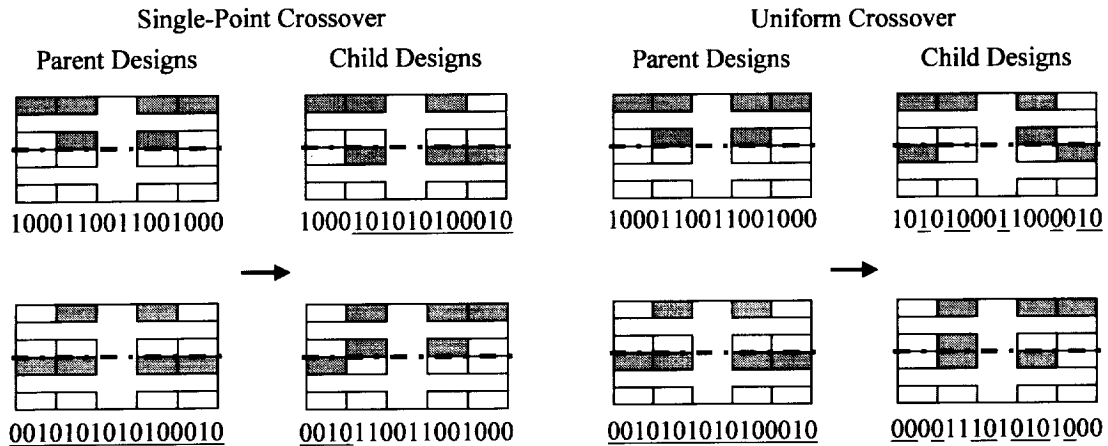 Single-Point Crossover
Uniform Crossover
Parent Designs
Child Designs
Parent Designs
Child Designs
1000110011001000
1000101010100010
1000110011001000
1010100011000010
0010101010100010
0010110011001000
0010101010100010
0000111010101000